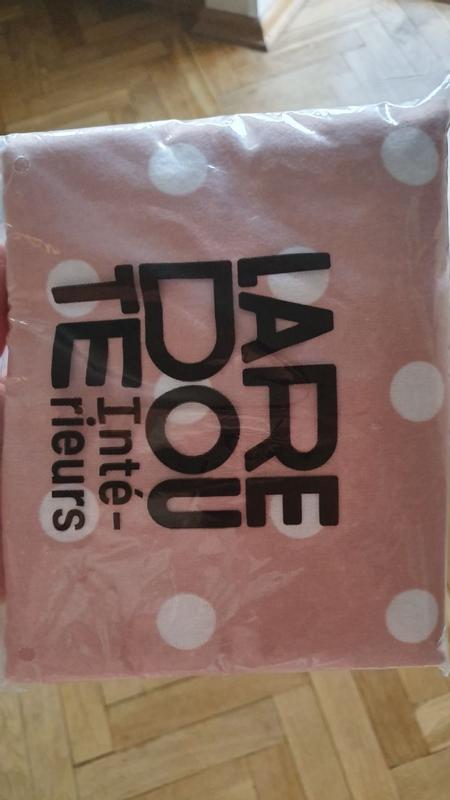 LARE
DOU
TE Inté-
rieurs